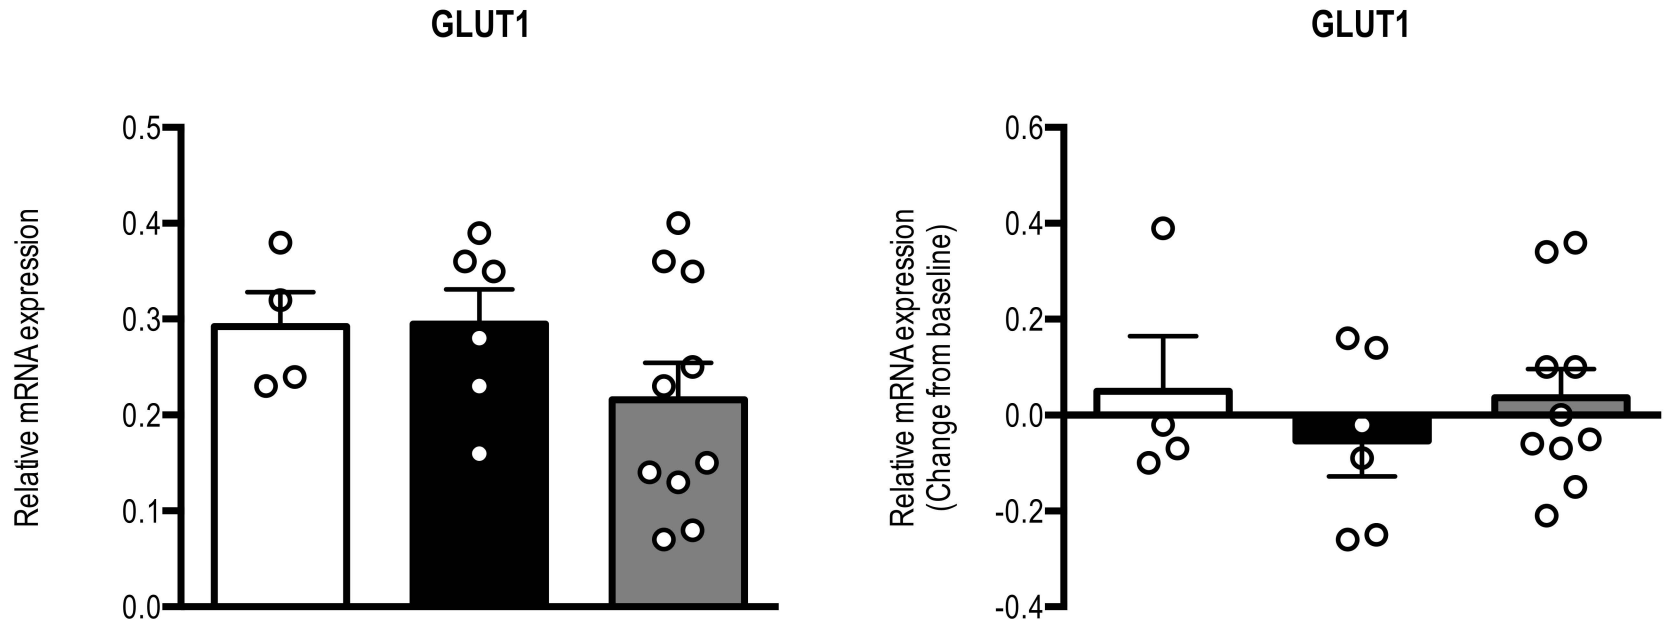 GLUT1
Relative mRNA expression
0.5
0.4
0.3
0.2
0.1
0.0
GLUT1
Relative mRNA expression
(Change from baseline)
0.6
0.4
0.2
0.0
-0.2
-0.4